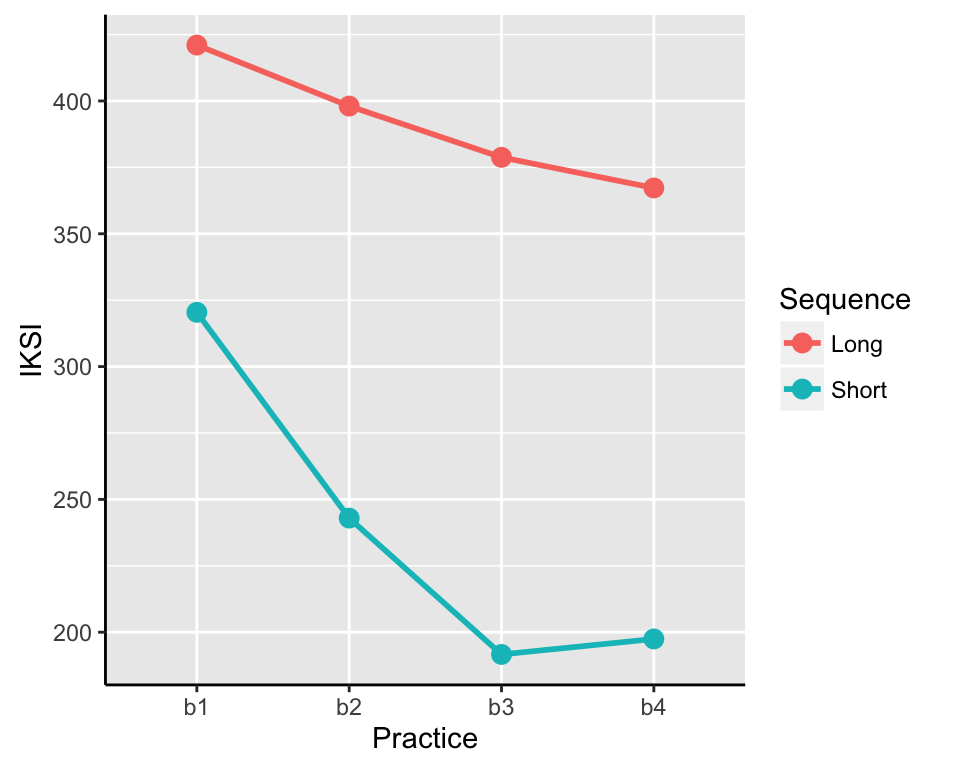 IKSI
400
350
300
250
200
b1 b2 b3 b4
Practice
Sequence
Long
Short